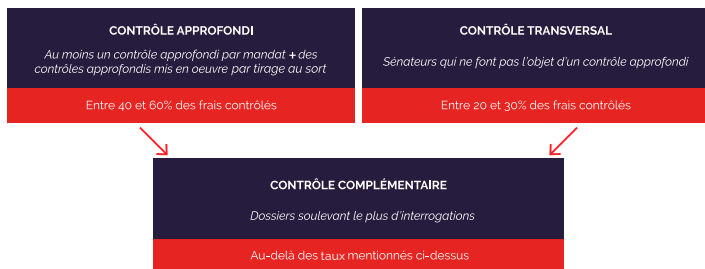 CONTRÔLE APPROFONDI
Au moins un contrôle approfondi par mandat + des
contrôles approfondis mis en oeuvre par tirage au sort
Entre 40 et 60% des frais contrôlés
CONTRÔLE TRANSVERSAL
Sénateurs qui ne font pas l'objet d'un contrôle approfondi
Entre 20 et 30% des frais contrôlés
CONTRÔLE COMPLÉMENTAIRE
Dossiers soulevant le plus d'interrogations
Au-delà des taux mentionnés ci-dessus